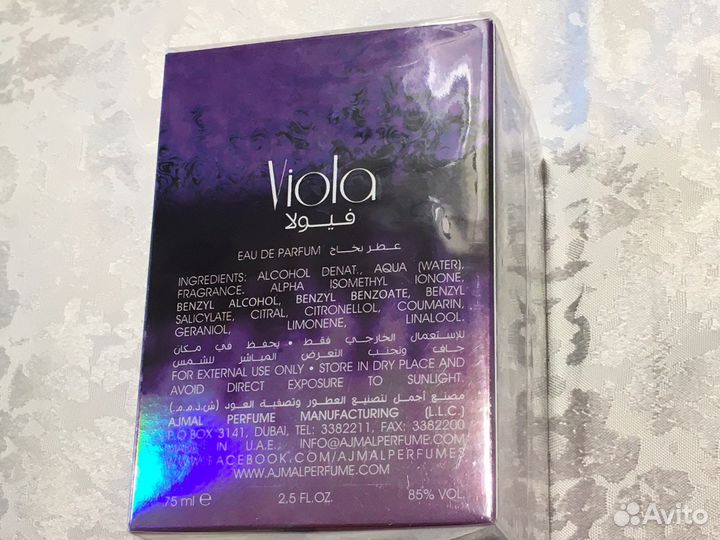 Viola
فيولا
EAU DE PARFUM عطر بخاخ
INGREDIENTS: ALCOHOL DENAT., AQUA (WATER),
FRAGRANCE. ALPHA ISOMETHYL IONONE,
BENZYL ALCOHOL, BENZYL BENZOATE, BENZYL
SALICYLATE, CITRAL, CITRONELLOL, COUMARIN,
GERANIOL, LIMONENE, LINALOOL.
للإستعمال الخارجي فقط • يحفظ في مكان
جاف وتجنب التعرض المباشر للشمس
FOR EXTERNAL USE ONLY • STORE IN DRY PLACE AND
AVOID DIRECT EXPOSURE TO SUNLIGHT.
مصنع أجمل لتصنيع العطور وتصفية العود (ش.ذ.م.م.)
AJMAL PERFUME MANUFACTURING (L.L.C.)
P.O BOX 3141, DUBAI, TEL: 3382211, FAX: 3382200
MADE IN U.A.E., INFO@AJMALPERFUME.COM
WWW.FACEBOOK.COM/AJMALPERFUMES
WWW.AJMALPERFUME.COM
75 ml e 2.5 FL.OZ. 85% VOL.
Avito